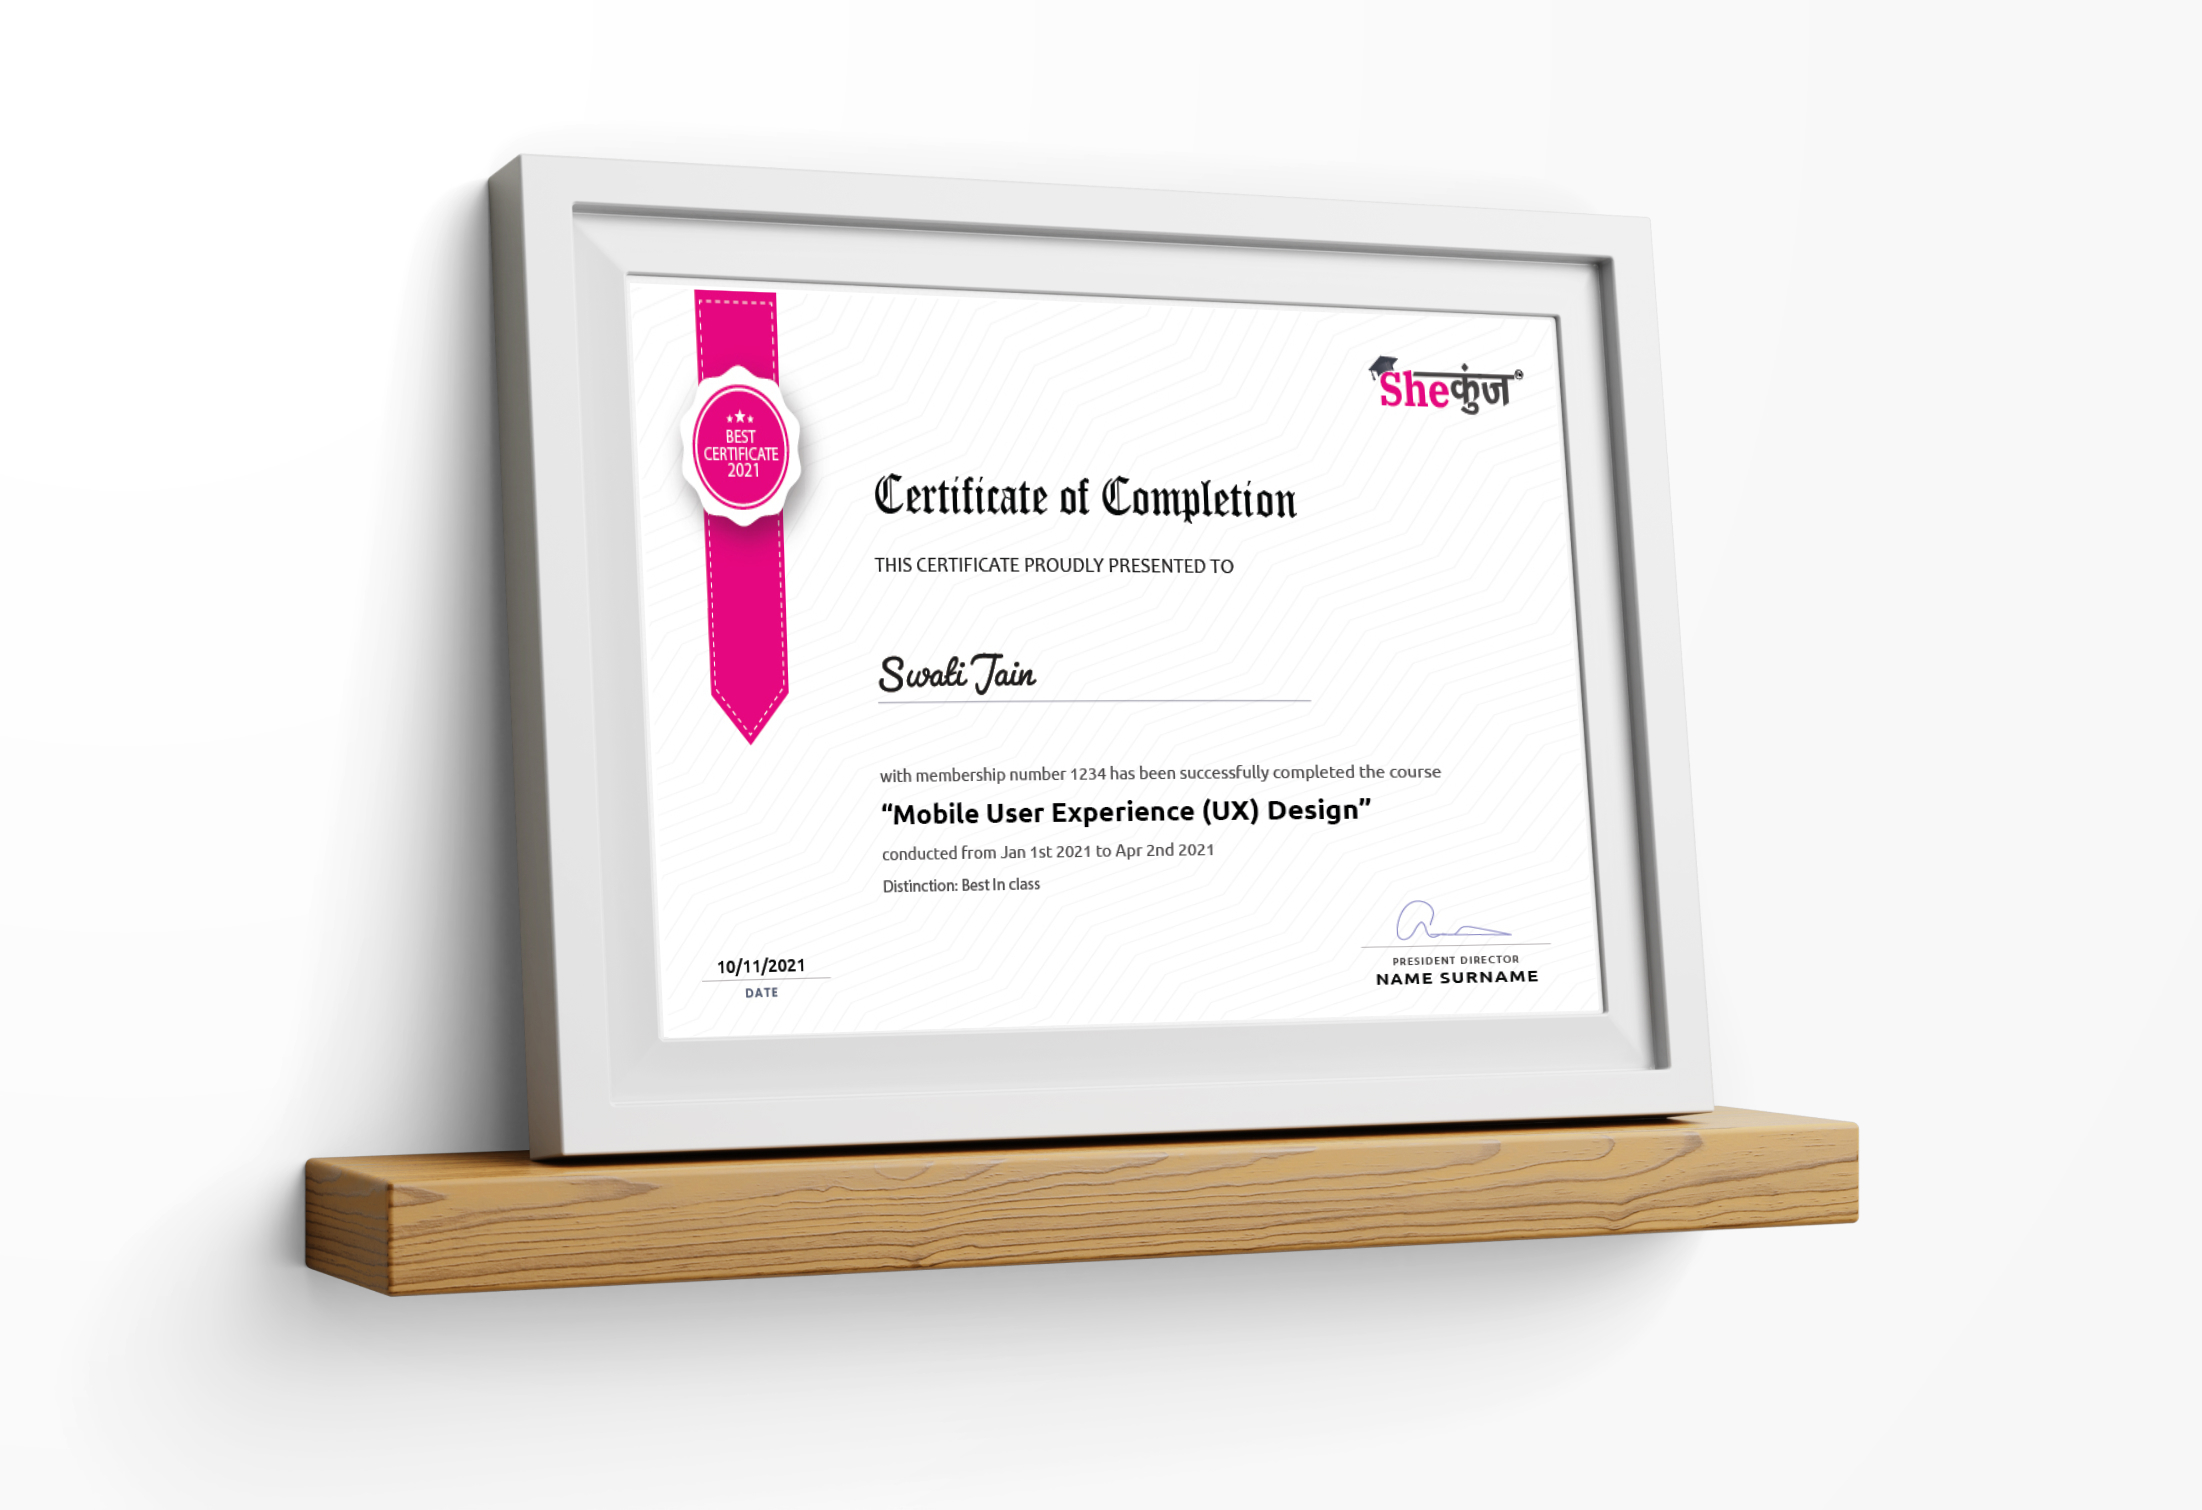 BEST
CERTIFICATE
2021
Sheकुंज
Certificate of Completion
THIS CERTIFICATE PROUDLY PRESENTED TO
Swati Jain
with membership number 1234 has been successfully completed the course
“Mobile User Experience (UX) Design”
conducted from Jan 1st 2021 to Apr 2nd 2021
Distinction: Best In class
10/11/2021
DATE
PRESIDENT DIRECTOR
NAME SURNAME